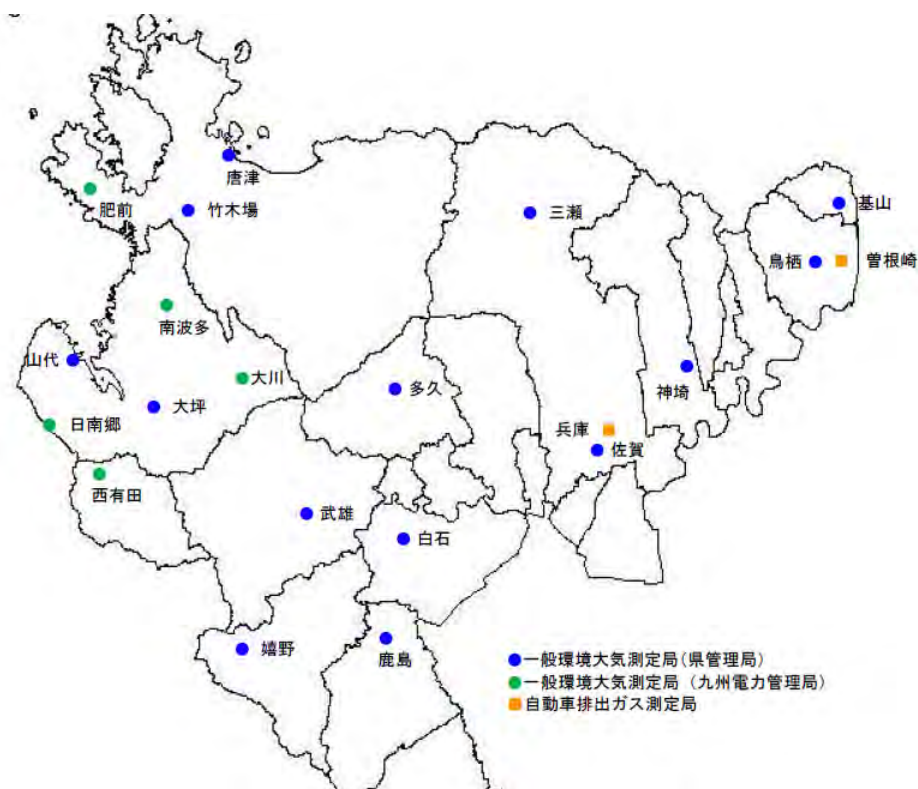 唐津
肥前
竹木場
三瀬
基山
鳥栖
曽根崎
南波多
山代
大川
多久
神埼
大坪
日南郷
兵庫
佐賀
西有田
武雄
白石
嬉野
鹿島
一般環境大気測定局(県管理局)
一般環境大気測定局 (九州電力管理局)
自動車排出ガス測定局